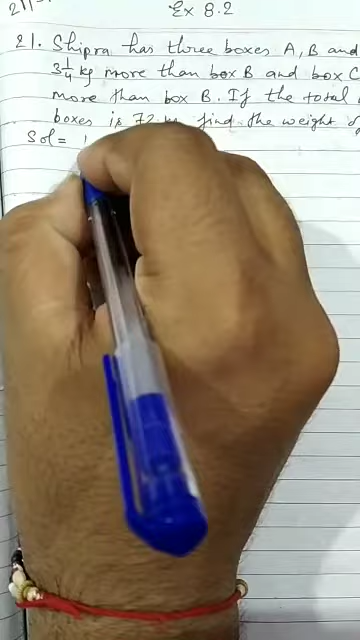 Ex 8.2
21. Shipra has three boxes A, B and
3 1/4 kg more than box B and box C
more than box B. If the total
boxes is 72 find the weight of
Sol=